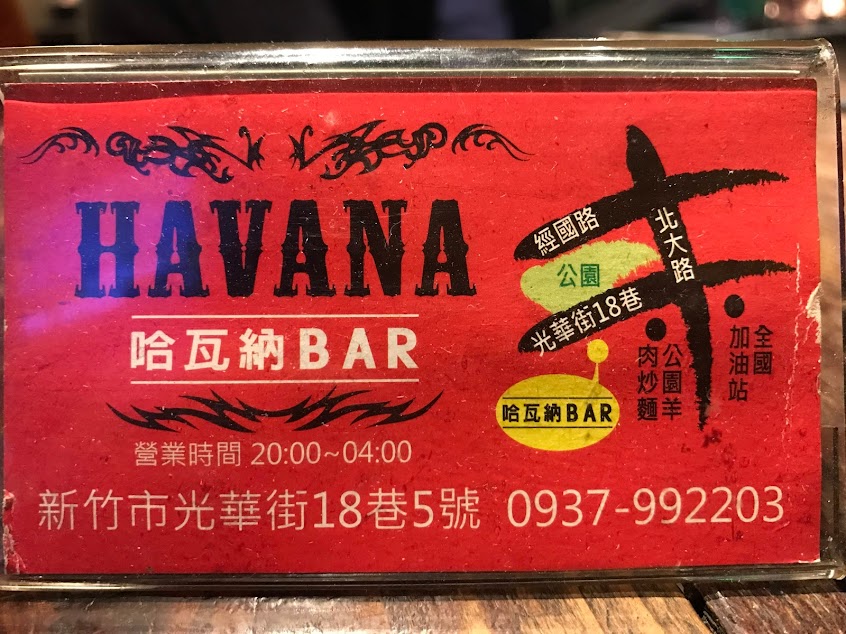 HAVANA
哈瓦納BAR
營業時間 20:00~04:00
新竹市光華街18巷5號 0937-992203
經國路
北大路
公園
光華街18巷
哈瓦納BAR
公園羊
肉炒麵
全國
加油站